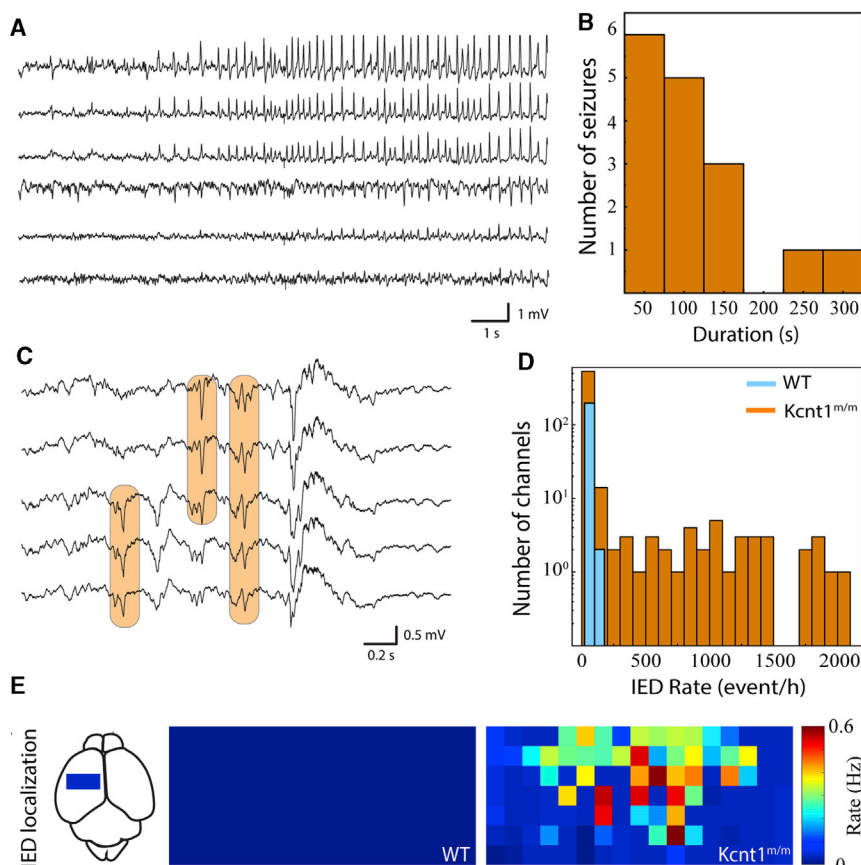 A
1 mV
1 s
B
Number of seizures
6
5
4
3
2
1
50 100 150 200 250 300
Duration (s)
C
0.5 mV
0.2 s
D
WT
Kcnt1m/m
Number of channels
10²
10¹
10⁰
0 500 1000 1500 2000
IED Rate (event/h)
E
IED localization
WT
Kcnt1m/m
0.6
Rate (Hz)
0